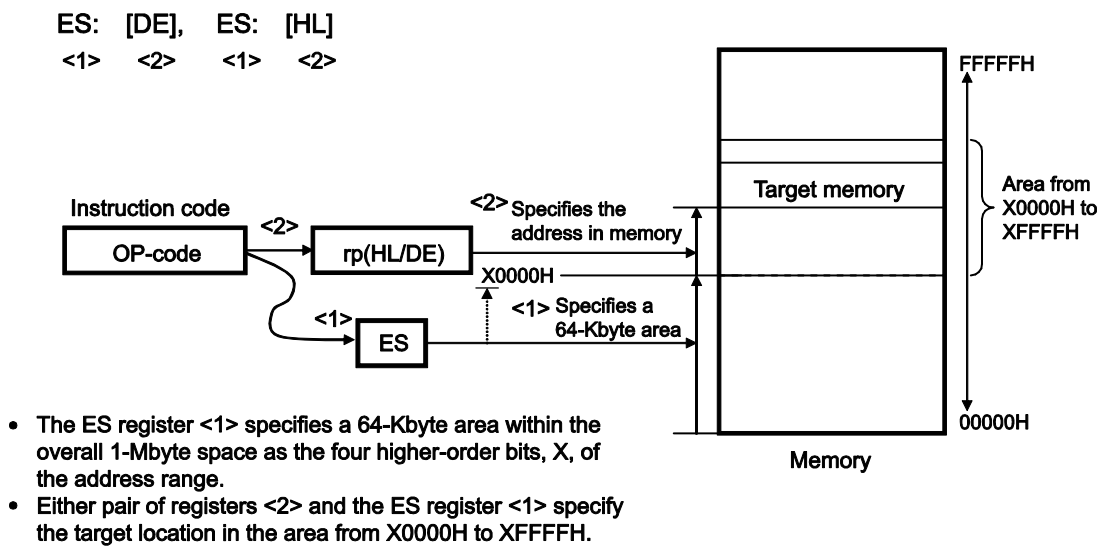 ES: [DE], ES: [HL]
<1> <2> <1> <2>
FFFFFH
Target memory
Area from
X0000H to
XFFFFH
Instruction code
OP-code
<2>
rp(HL/DE)
<2> Specifies the
address in memory
X0000H
<1>
ES
<1> Specifies a
64-Kbyte area
00000H
Memory
• The ES register <1> specifies a 64-Kbyte area within the
overall 1-Mbyte space as the four higher-order bits, X, of
the address range.
• Either pair of registers <2> and the ES register <1> specify
the target location in the area from X0000H to XFFFFH.